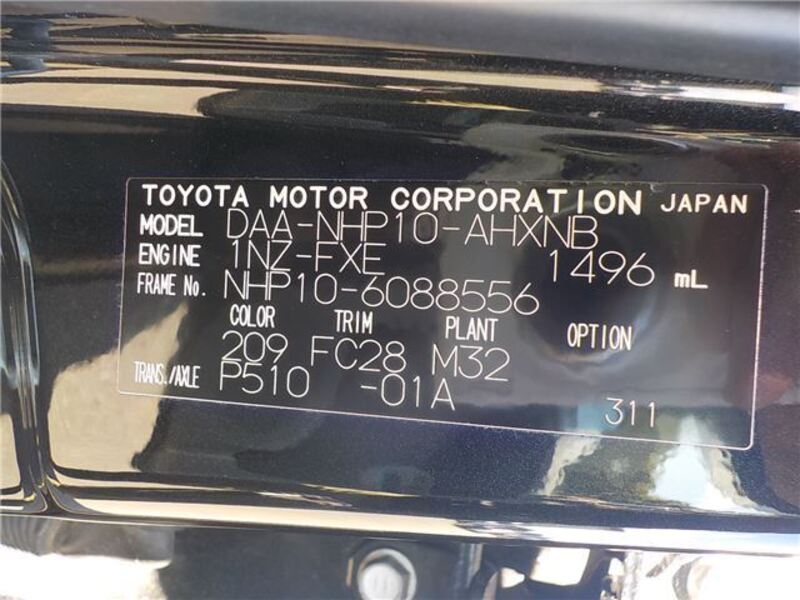 TOYOTA MOTOR CORPORATION JAPAN
MODEL DAA-NHP10-AHXNB
ENGINE 1NZ-FXE 1496 mL
FRAME No. NHP10-6088556
COLOR TRIM PLANT OPTION
209 FC28 M32
TRANS./AXLE P510 -01A 311